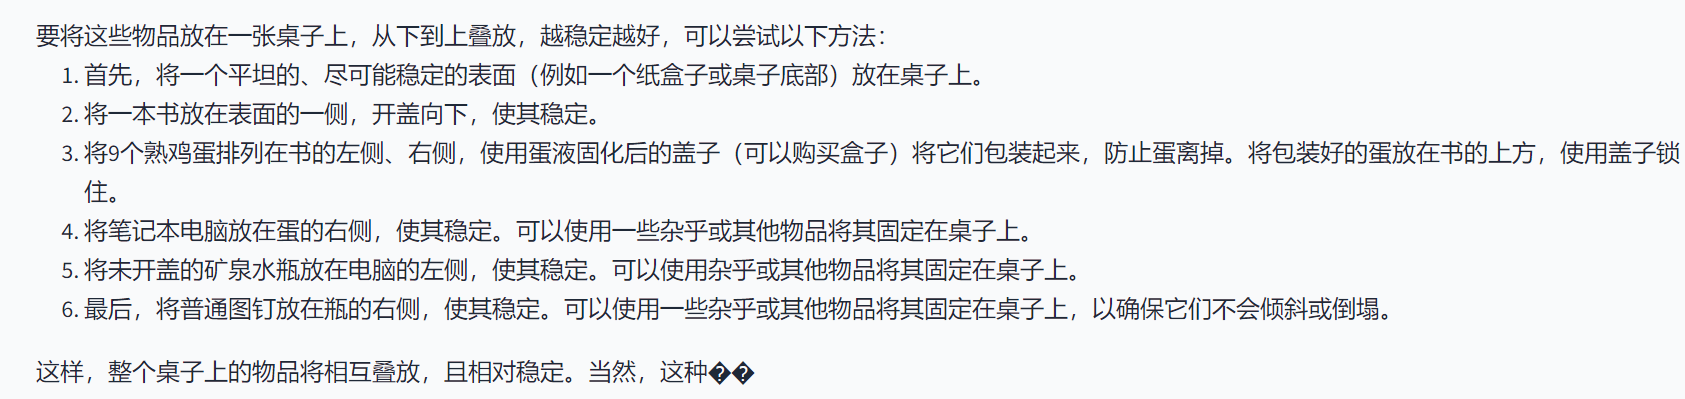 要将这些物品放在一张桌子上，从下到上叠放，越稳定越好，可以尝试以下方法：
1. 首先，将一个平坦的、尽可能稳定的表面（例如一个纸盒子或桌子底部）放在桌子上。
2. 将一本书放在表面的一侧，开盖向下，使其稳定。
3. 将9个熟鸡蛋排列在书的左侧、右侧，使用蛋液固化后的盖子（可以购买盒子）将它们包装起来，防止蛋离掉。将包装好的蛋放在书的上方，使用盖子锁
住。
4. 将笔记本电脑放在蛋的右侧，使其稳定。可以使用一些杂乎或其他物品将其固定在桌子上。
5. 将未开盖的矿泉水瓶放在电脑的左侧，使其稳定。可以使用杂乎或其他物品将其固定在桌子上。
6. 最后，将普通图钉放在瓶的右侧，使其稳定。可以使用一些杂乎或其他物品将其固定在桌子上，以确保它们不会倾斜或倒塌。
这样，整个桌子上的物品将相互叠放，且相对稳定。当然，这种��